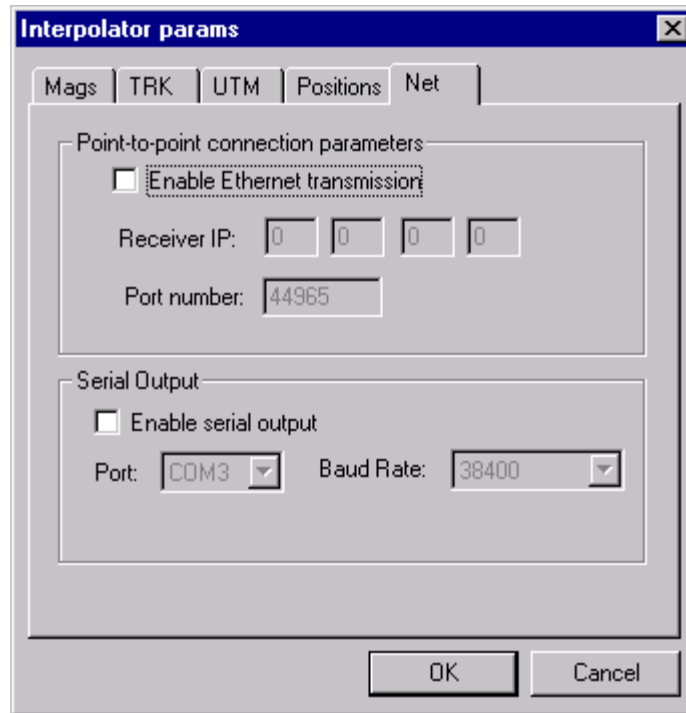 Interpolator params
Mags TRK UTM Positions Net
Point-to-point connection parameters
Enable Ethernet transmission
Receiver IP: 0 0 0 0
Port number: 44965
Serial Output
Enable serial output
Port: COM3 Baud Rate: 38400
OK Cancel